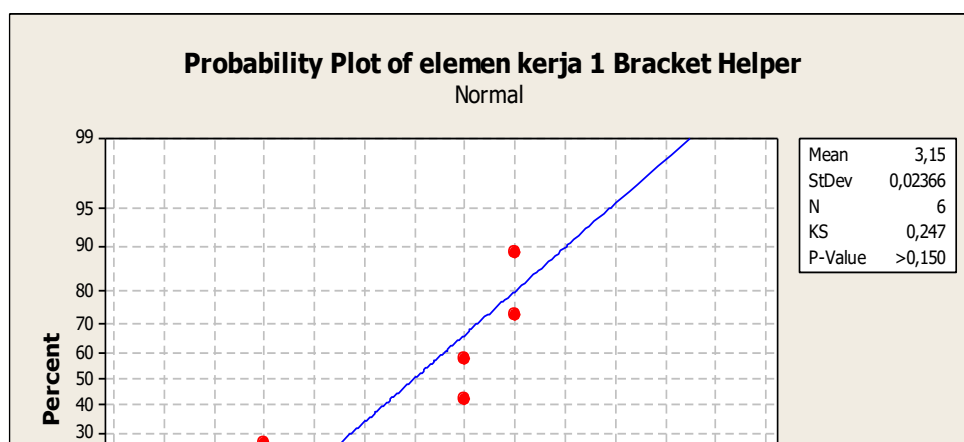 Probability Plot of elemen kerja 1 Bracket Helper
Normal
99
95
90
80
70
60
50
40
30
Percent
Mean 3,15
StDev 0,02366
N 6
KS 0,247
P-Value >0,150